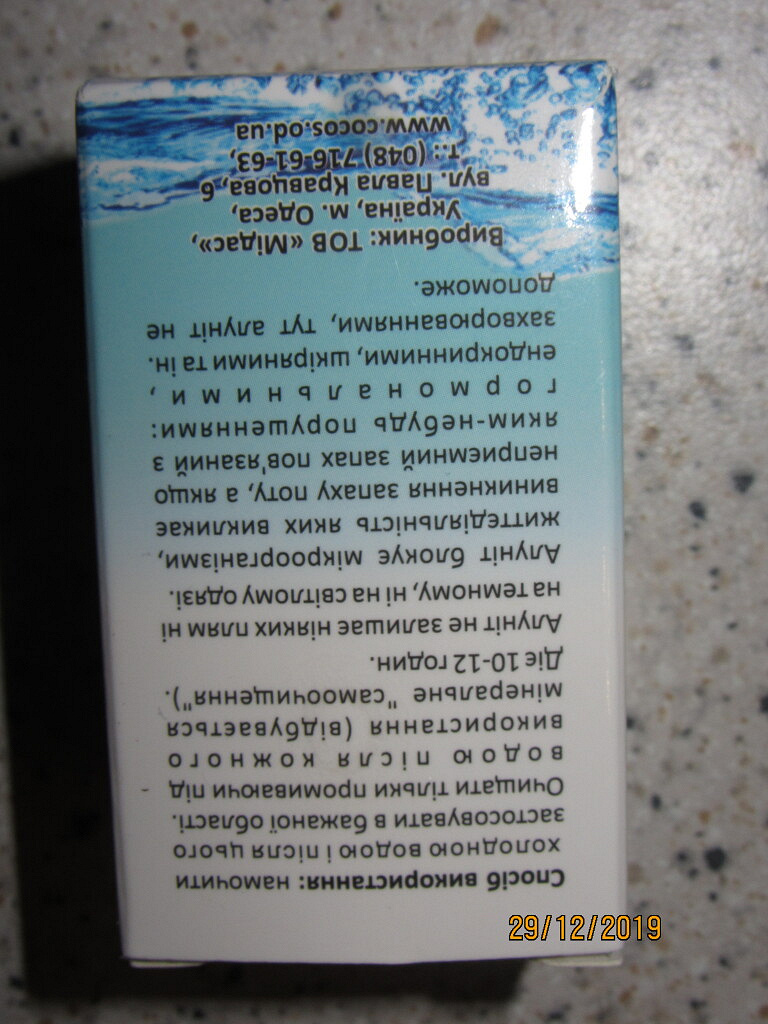 Спосіб використання: намочити
холодною водою і після цього
застосовувати в бажаної області.
Очищати тільки промиваючи під
водою після кожного
використання (відбувається
мінеральне "самоочищення").
Діє 10-12 годин.
Алуніт не залишає ніяких плям ні
на темному, ні на світлому одязі.
Алуніт блокує мікроорганізми,
життєдіяльність яких викликає
виникнення запаху поту, а якщо
неприємний запах пов'язаний з
яким-небудь порушеннями:
гормональними,
ендокринними, шкіряними та ін.
захворюваннями, тут алуніт не
допоможе.
Виробник: ТОВ «Мідас»,
Україна, м. Одеса,
вул. Павла Кравцова, 6
т.: (048) 716-61-63,
www.cocos.od.ua
29/12/2019